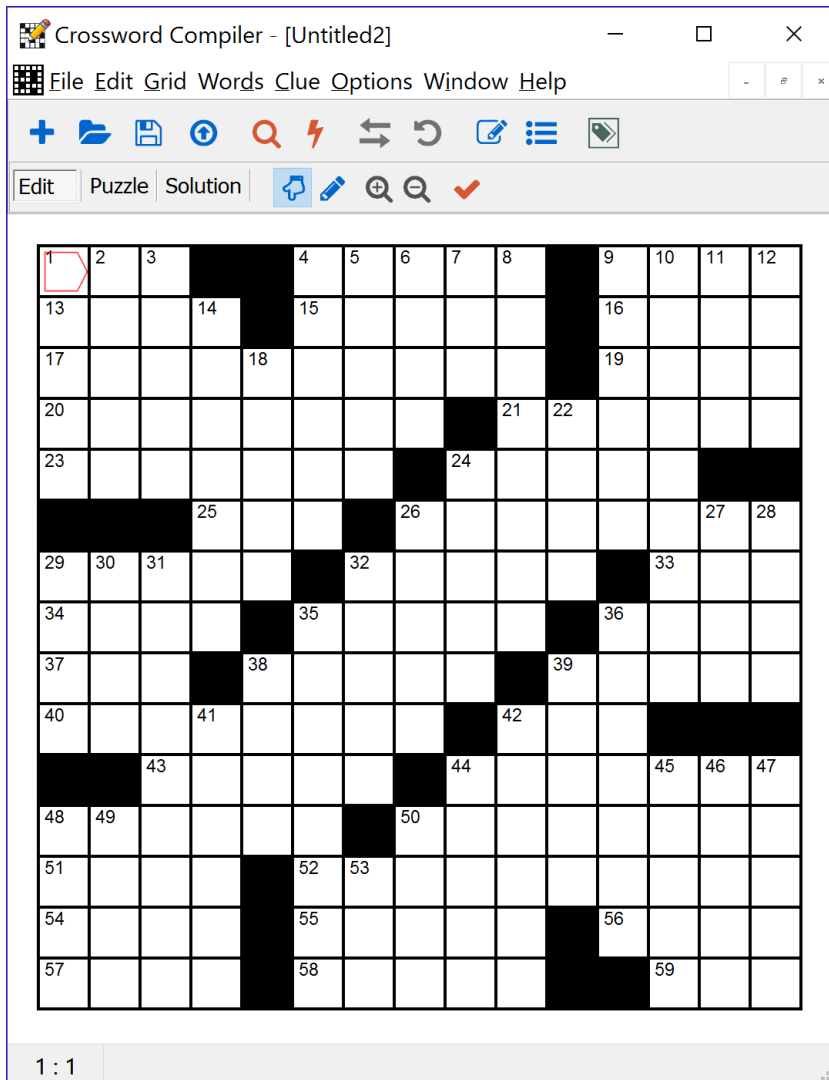 Crossword Compiler - [Untitled2]
File Edit Grid Words Clue Options Window Help
Edit Puzzle Solution
1 2 3 4 5 6 7 8 9 10 11 12
13 14 15 16
17 18 19
20 21 22
23 24
25 26 27 28
29 30 31 32 33
34 35 36
37 38 39
40 41 42
43 44 45 46 47
48 49 50
51 52 53
54 55 56
57 58 59
1 : 1